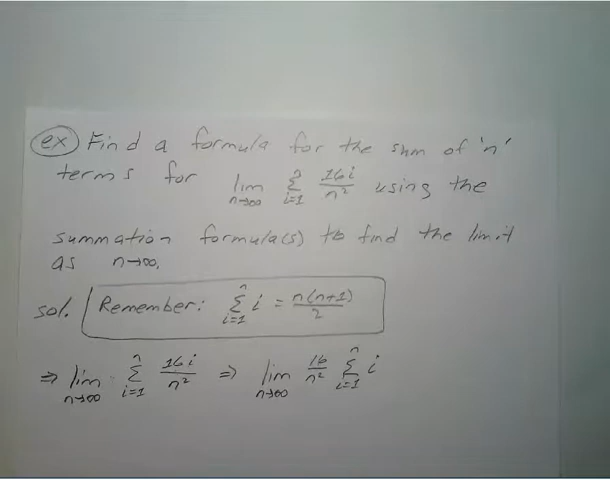 ex Find a formula for the sum of 'n'
terms for lim n→∞ n Σ i=1 16i/n² using the
summation formula(s) to find the limit
as n→∞.
sol. Remember: n Σ i=1 i = n(n+1)/2
⇒ lim n→∞ n Σ i=1 16i/n² ⇒ lim n→∞ 16/n² n Σ i=1 i